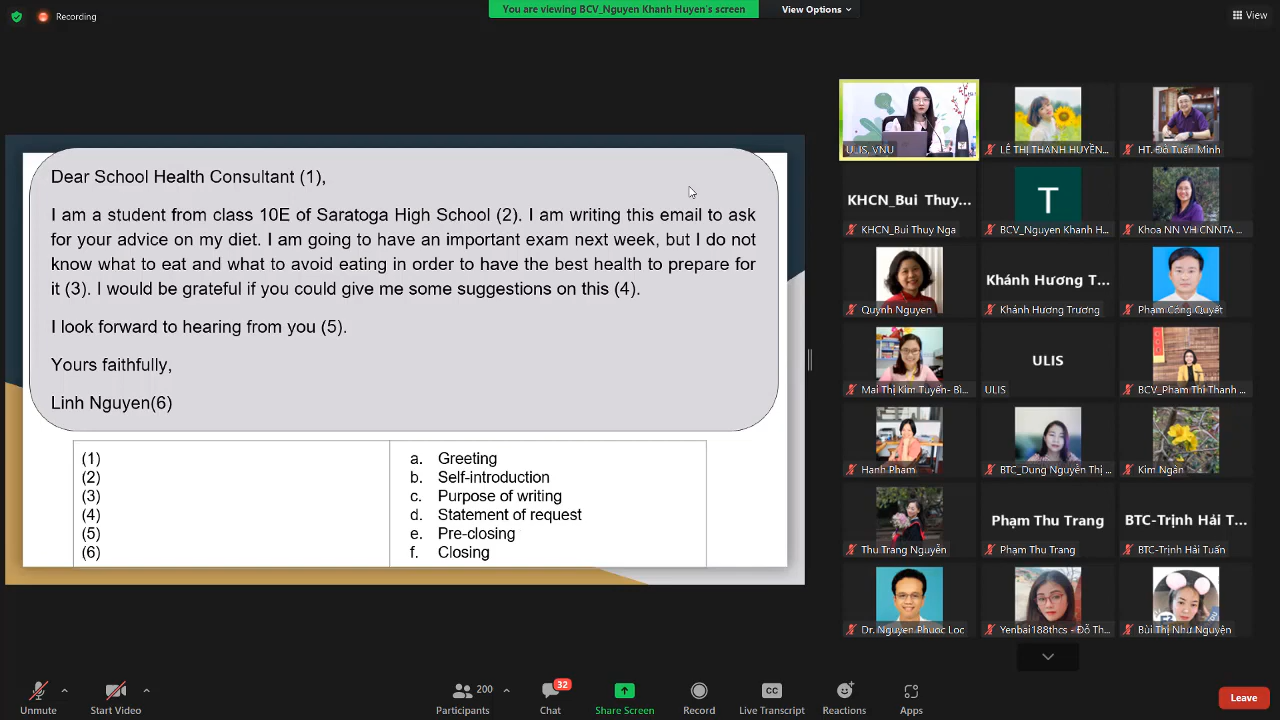 Recording
You are viewing BCV_Nguyen Khanh Huyen's screen
View Options
View
Dear School Health Consultant (1),
I am a student from class 10E of Saratoga High School (2). I am writing this email to ask
for your advice on my diet. I am going to have an important exam next week, but I do not
know what to eat and what to avoid eating in order to have the best health to prepare for
it (3). I would be grateful if you could give me some suggestions on this (4).
I look forward to hearing from you (5).
Yours faithfully,
Linh Nguyen(6)
(1)
(2)
(3)
(4)
(5)
(6)
a. Greeting
b. Self-introduction
c. Purpose of writing
d. Statement of request
e. Pre-closing
f. Closing
ULIS, VNU
LÊ THỊ THANH HUYỀN...
HT. Đỗ Tuấn Minh
KHCN_Bui Thuy...
KHCN_Bui Thuy Nga
T
BCV_Nguyen Khanh H...
Khoa NN VH CNNTA
Quỳnh Nguyen
Khánh Hương T...
Khánh Hương Trương
Phạm Công Quyết
Mai Thị Kim Tuyến- Bì...
ULIS
ULIS
BCV_Pham Thi Thanh ...
Hanh Pham
BTC_Dung Nguyễn Thị ...
Kim Ngân
Thu Trang Nguyễn
Phạm Thu Trang
Phạm Thu Trang
BTC-Trịnh Hải T...
BTC-Trịnh Hải Tuấn
Dr. Nguyen Phuoc Loc
Yenbai188thcs - Đỗ Th...
Bùi Thị Như Nguyện
Unmute
Start Video
200
Participants
32
Chat
Share Screen
Record
CC
Live Transcript
Reactions
Apps
Leave